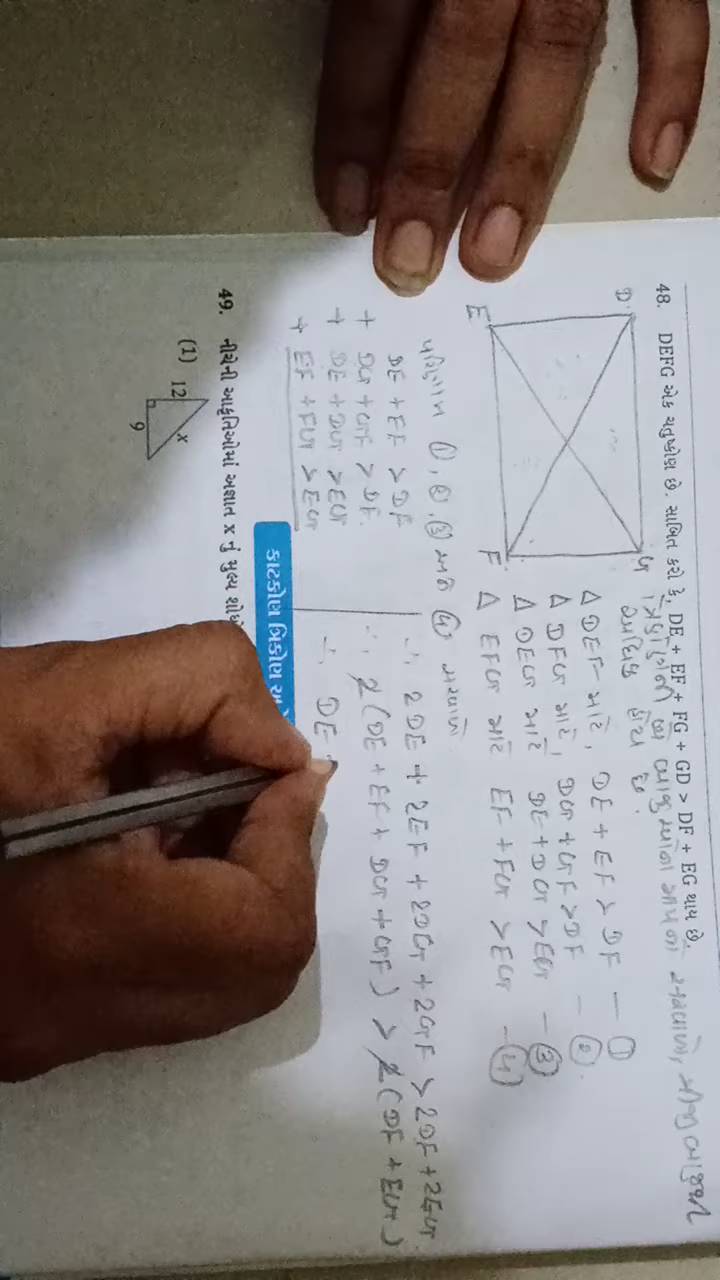 48. DEFG એક ચતુષ્કોણ છે. સાબિત કરો કે, DE + EF + FG + GD > DF + EG થાય છે.
ત્રિકોણની બે બાજુઓના માપનો સરવાળો, ત્રીજી બાજુથી
અધિક હોય છે.
D
G
E
F
Δ DEF માટે, DE + EF > DF — ①
Δ DFG માટે, DG + GF > DF — ②
Δ DEG માટે DE + DG > EG — ③
Δ EFG માટે EF + FG > EG — ④
પરિણામ ①, ②, ③ અને ④ સરવાળો
DE + EF > DF
+ DG + GF > DF.
+ DE + DG > EG
+ EF + FG > EG
∴ 2DE + 2EF + 2DG + 2GF > 2DF + 2EG
∴ 2(DE + EF + DG + GF) > 2(DF + EG)
∴ DE +
કાટકોણ ત્રિકોણ
49. નીચેની આકૃતિઓમાં અજ્ઞાત x નું મુલ્ય
(1)
12
x
9